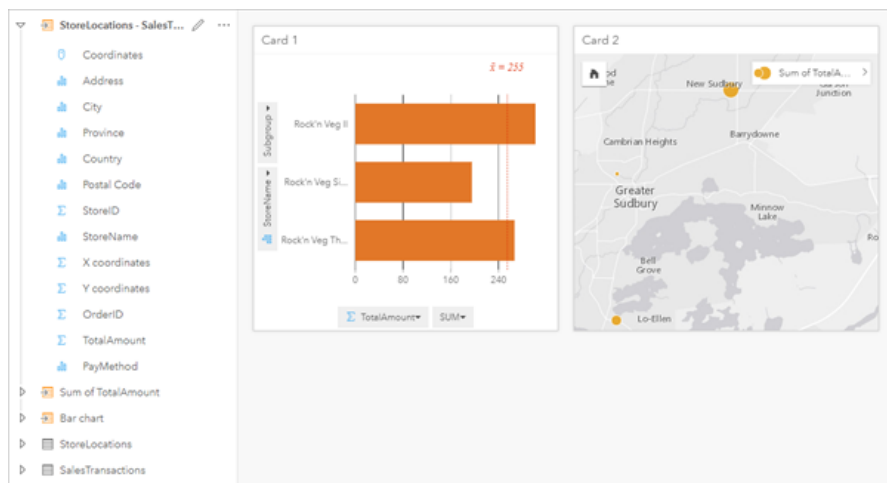 StoreLocations - SalesT...
Coordinates
Address
City
Province
Country
Postal Code
StoreID
StoreName
X coordinates
Y coordinates
OrderID
TotalAmount
PayMethod
Sum of TotalAmount
Bar chart
StoreLocations
SalesTransactions
Card 1
x̄ = 255
Subgroup
StoreName
Rock'n Veg II
Rock'n Veg Si...
Rock'n Veg Th...
0 80 160 240
TotalAmount SUM
Card 2
Sum of TotalA...
New Sudbury
Junction
Cambrian Heights
Barrydowne
Greater
Sudbury
Minnow
Lake
Ro
Bell
Grove
Lo-Ellen